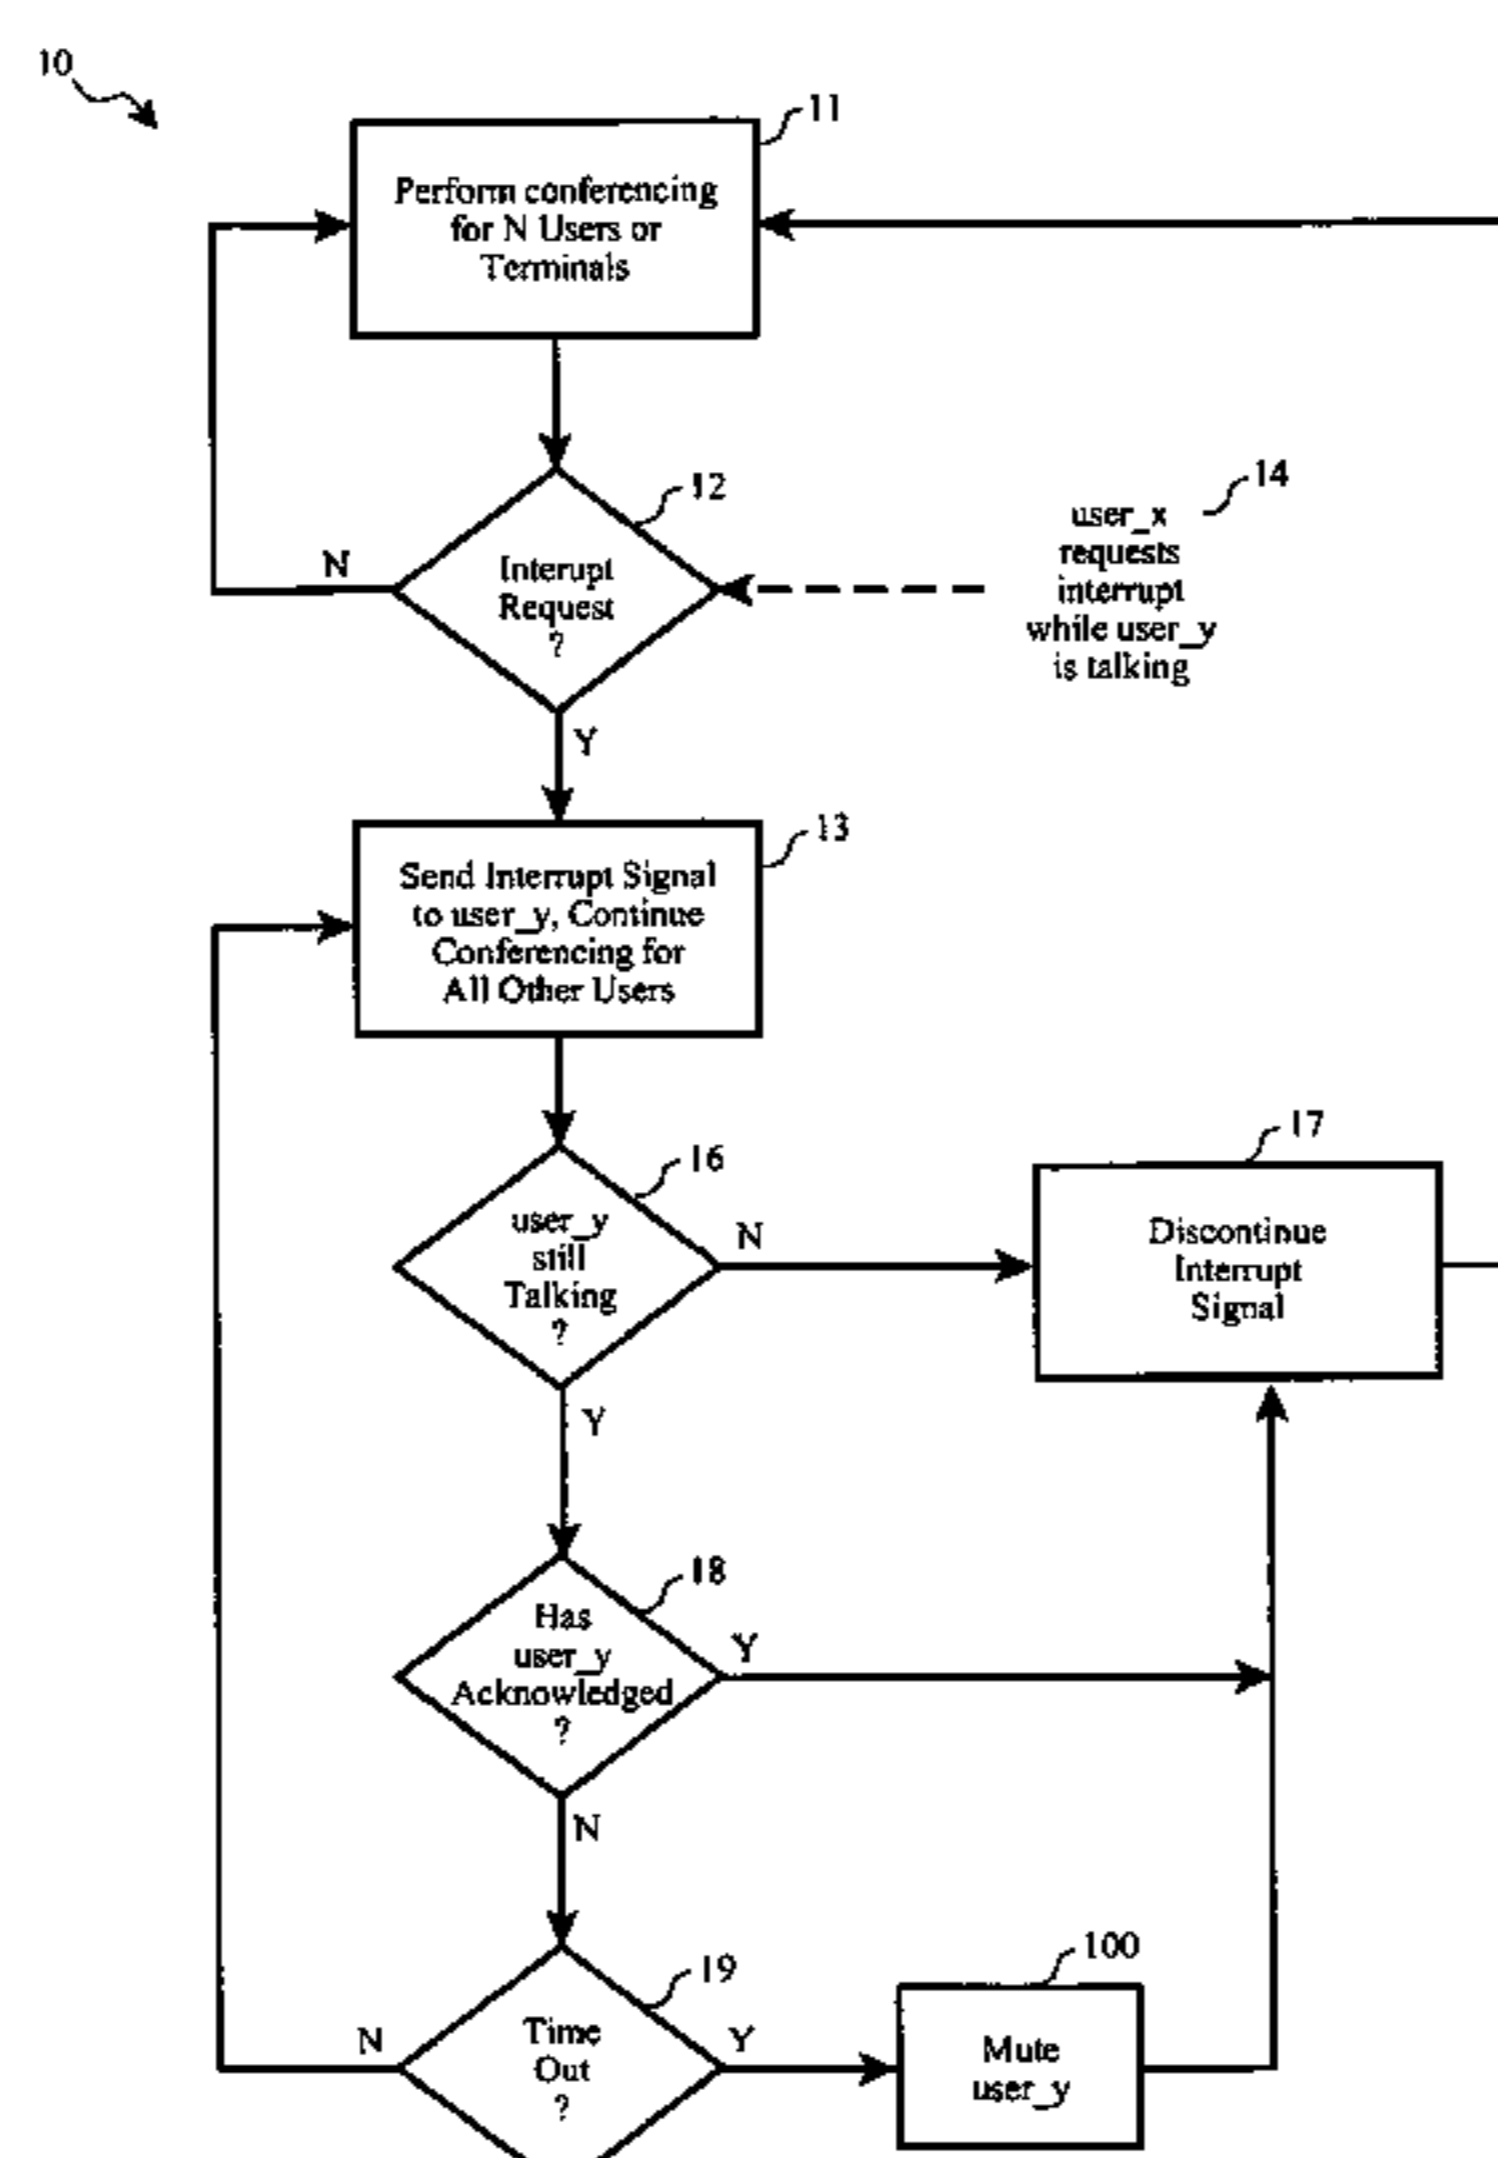 10
11
Perform conferencing
for N Users or
Terminals
12
N
Interupt
Request
?
14
user_x
requests
interrupt
while user_y
is talking
Y
13
Send Interrupt Signal
to user_y, Continue
Conferencing for
All Other Users
16
user_y
still
Talking
?
N
17
Discontinue
Interrupt
Signal
Y
18
Has
user_y
Acknowledged
?
Y
N
19
Time
Out
?
N
Y
100
Mute
user_y